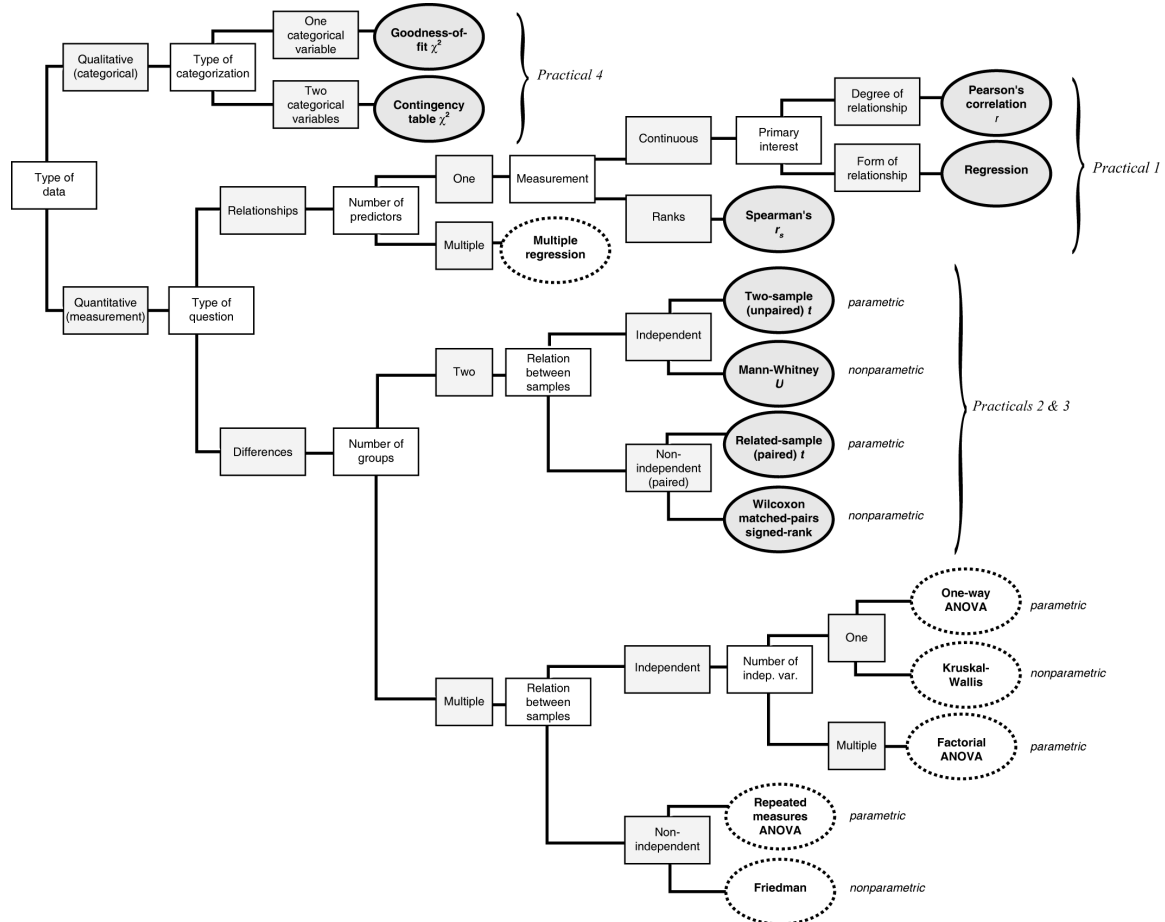 One
categorical
variable
Goodness-of-
fit χ²
Qualitative
(categorical)
Type of
categorization
Practical 4
Two
categorical
variables
Contingency
table χ²
Degree of
relationship
Pearson's
correlation
r
Continuous
Primary
interest
Type of
data
One
Measurement
Form of
relationship
Regression
Practical 1
Relationships
Number of
predictors
Ranks
Spearman's
rs
Multiple
Multiple
regression
Quantitative
(measurement)
Type of
question
Two-sample
(unpaired) t
parametric
Independent
Two
Relation
between
samples
Mann-Whitney
U
nonparametric
Practicals 2 & 3
Differences
Number of
groups
Related-sample
(paired) t
parametric
Non-
independent
(paired)
Wilcoxon
matched-pairs
signed-rank
nonparametric
One-way
ANOVA
parametric
One
Independent
Number of
indep. var.
Kruskal-
Wallis
nonparametric
Multiple
Relation
between
samples
Multiple
Factorial
ANOVA
parametric
Repeated
measures
ANOVA
parametric
Non-
independent
Friedman
nonparametric